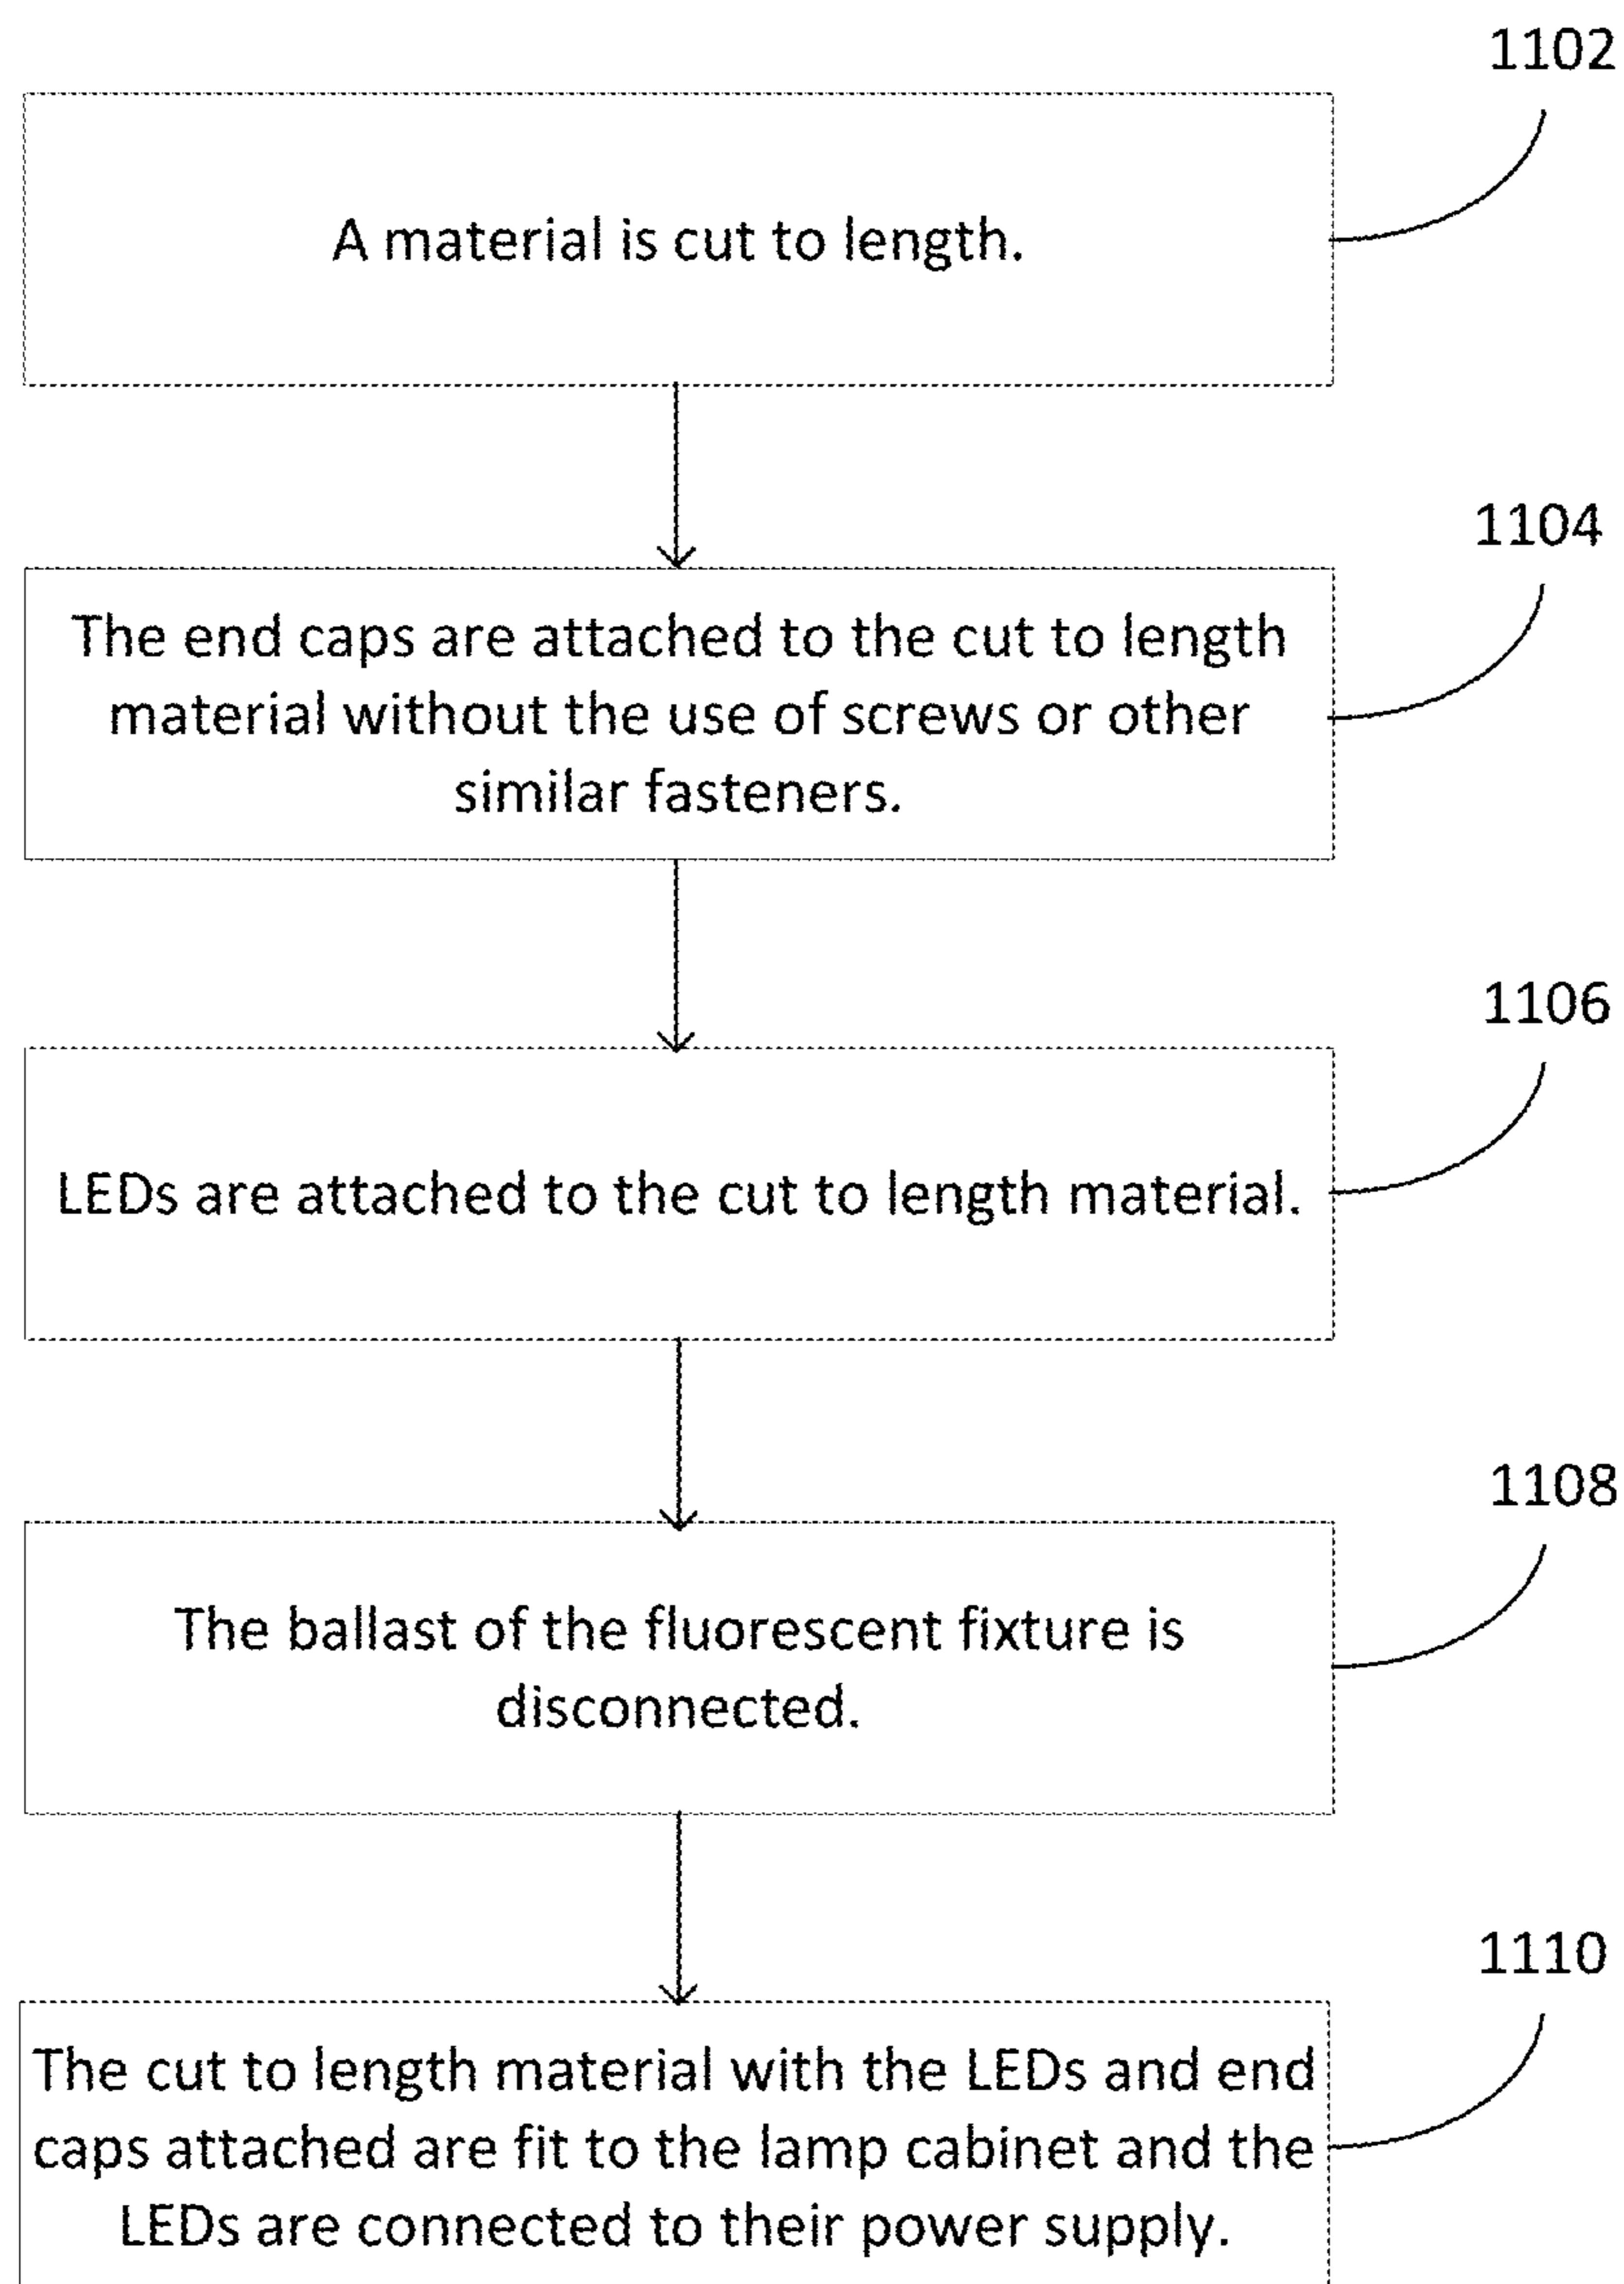 1102
A material is cut to length.
1104
The end caps are attached to the cut to length
material without the use of screws or other
similar fasteners.
1106
LEDs are attached to the cut to length material.
1108
The ballast of the fluorescent fixture is
disconnected.
1110
The cut to length material with the LEDs and end
caps attached are fit to the lamp cabinet and the
LEDs are connected to their power supply.